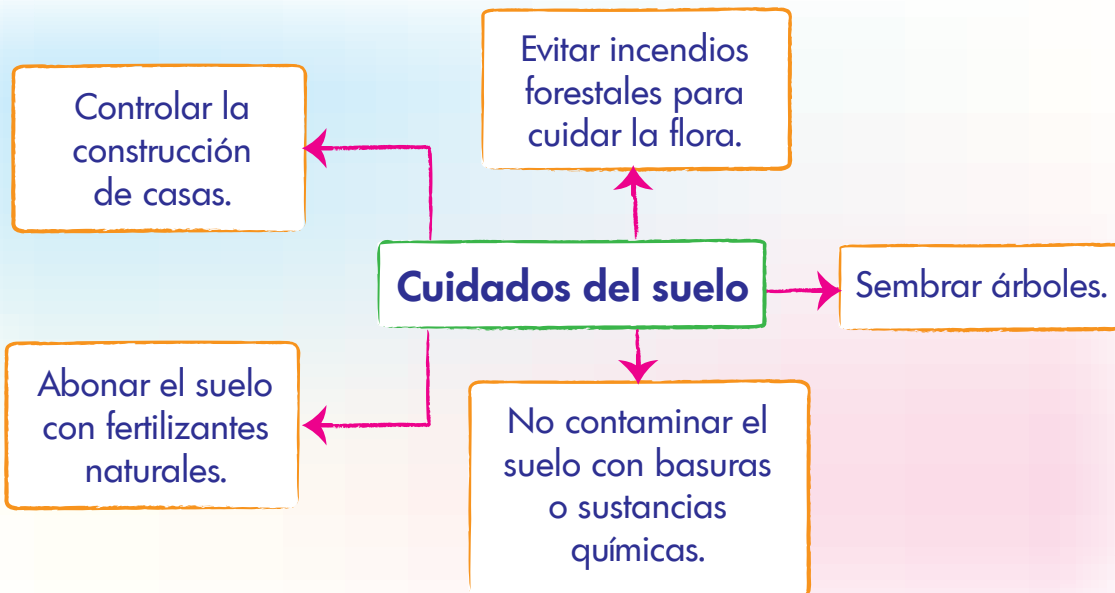 Evitar incendios
forestales para
cuidar la flora.
Controlar la
construcción
de casas.
Cuidados del suelo
Sembrar árboles.
Abonar el suelo
con fertilizantes
naturales.
No contaminar el
suelo con basuras
o sustancias
químicas.